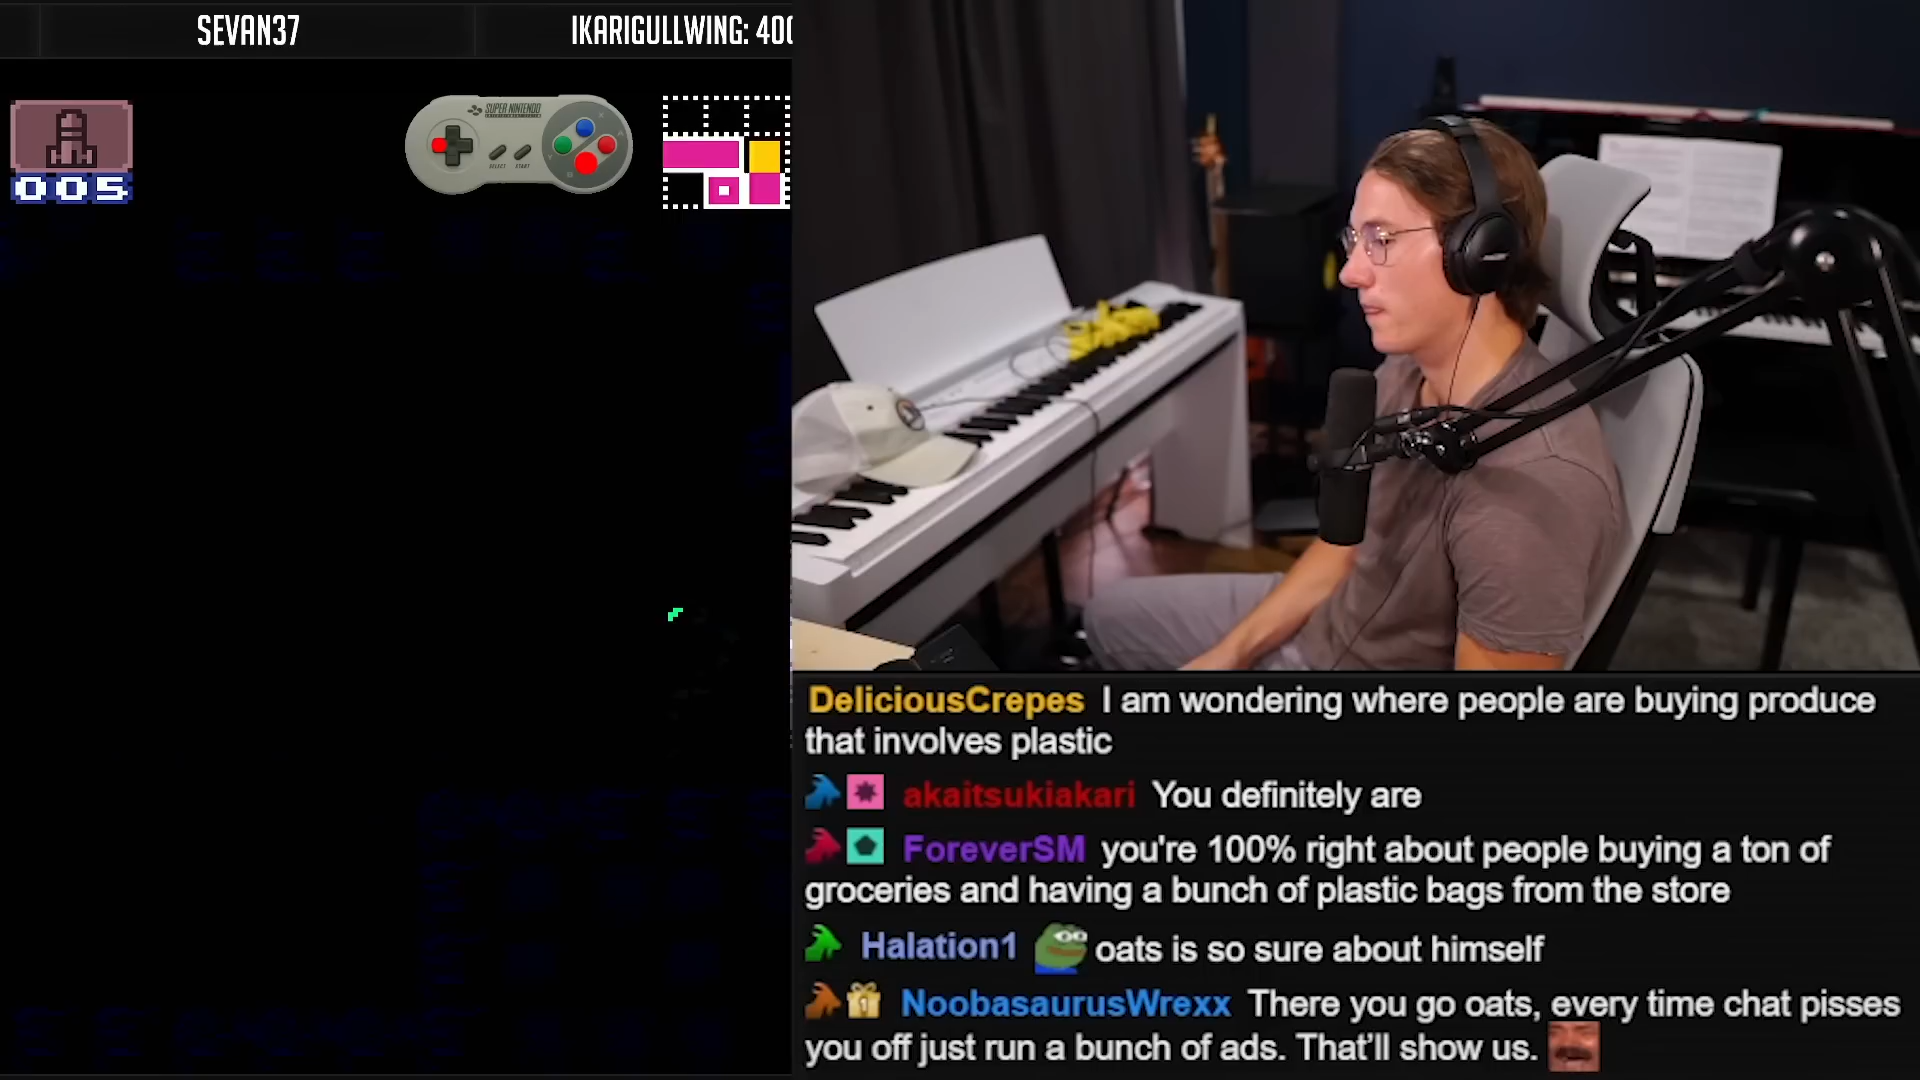 SEVAN37
IKARIGULLWING: 400
SUPER NINTENDO
SELECT START
005
DeliciousCrepes I am wondering where people are buying produce
that involves plastic
akaitsukiakari You definitely are
ForeverSM you're 100% right about people buying a ton of
groceries and having a bunch of plastic bags from the store
Halation1 oats is so sure about himself
NoobasaurusWrexx There you go oats, every time chat pisses
you off just run a bunch of ads. That'll show us.